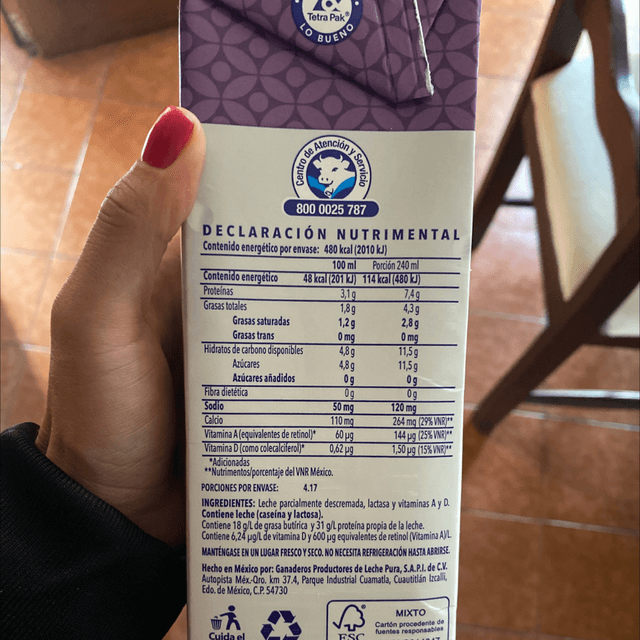 Tetra Pak®
LO BUENO
Centro de Atención y Servicio
800 0025 787
DECLARACIÓN NUTRIMENTAL
Contenido energético por envase: 480 kcal (2010 kJ)
100 ml Porción 240 ml
Contenido energético 48 kcal (201 kJ) 114 kcal (480 kJ)
Proteínas 3,1 g 7,4 g
Grasas totales 1,8 g 4,3 g
Grasas saturadas 1,2 g 2,8 g
Grasas trans 0 mg 0 mg
Hidratos de carbono disponibles 4,8 g 11,5 g
Azúcares 4,8 g 11,5 g
Azúcares añadidos 0 g 0 g
Fibra dietética 0 g 0 g
Sodio 50 mg 120 mg
Calcio 110 mg 264 mg (29% VNR)**
Vitamina A (equivalentes de retinol)* 60 µg 144 µg (25% VNR)**
Vitamina D (como colecalciferol)* 0,62 µg 1,50 µg (15% VNR)**
*Adicionadas
**Nutrimentos/porcentaje del VNR México.
PORCIONES POR ENVASE: 4.17
INGREDIENTES: Leche parcialmente descremada, lactasa y vitaminas A y D.
Contiene leche (caseína y lactosa).
Contiene 18 g/L de grasa butírica y 31 g/L proteína propia de la leche.
Contiene 6,24 µg/L de vitamina D y 600 µg equivalentes de retinol (Vitamina A)/L.
MANTÉNGASE EN UN LUGAR FRESCO Y SECO. NO NECESITA REFRIGERACIÓN HASTA ABRIRSE.
Hecho en México por: Ganaderos Productores de Leche Pura, S.A.P.I. de C.V.
Autopista Méx.-Qro. km 37.4, Parque Industrial Cuamatla, Cuautitlán Izcalli,
Edo. de México, C.P. 54730
Cuida el
FSC
MIXTO
Cartón procedente de
fuentes responsables